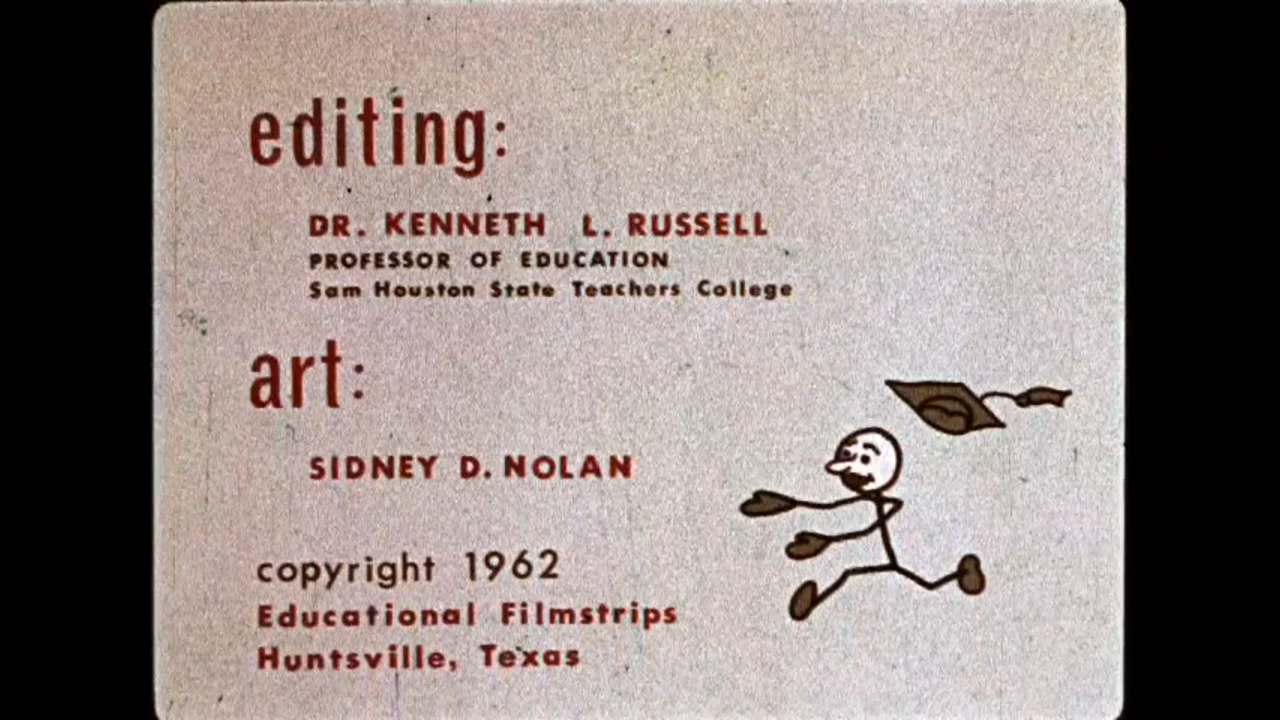 editing:
DR. KENNETH L. RUSSELL
PROFESSOR OF EDUCATION
Sam Houston State Teachers College
art:
SIDNEY D. NOLAN
copyright 1962
Educational Filmstrips
Huntsville, Texas